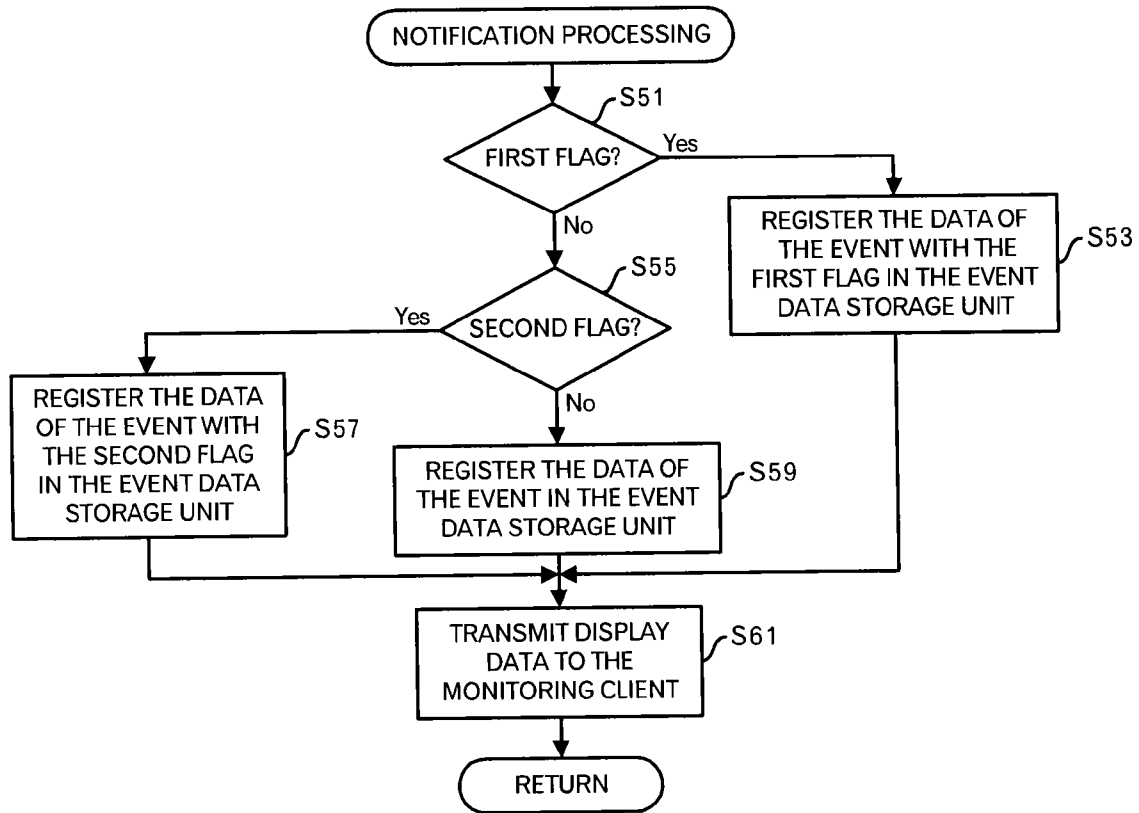 NOTIFICATION PROCESSING
S51
FIRST FLAG?
Yes
No
REGISTER THE DATA OF
THE EVENT WITH THE
FIRST FLAG IN THE EVENT
DATA STORAGE UNIT
S53
S55
SECOND FLAG?
Yes
No
REGISTER THE DATA
OF THE EVENT WITH
THE SECOND FLAG
IN THE EVENT DATA
STORAGE UNIT
S57
REGISTER THE DATA OF
THE EVENT IN THE EVENT
DATA STORAGE UNIT
S59
TRANSMIT DISPLAY
DATA TO THE
MONITORING CLIENT
S61
RETURN